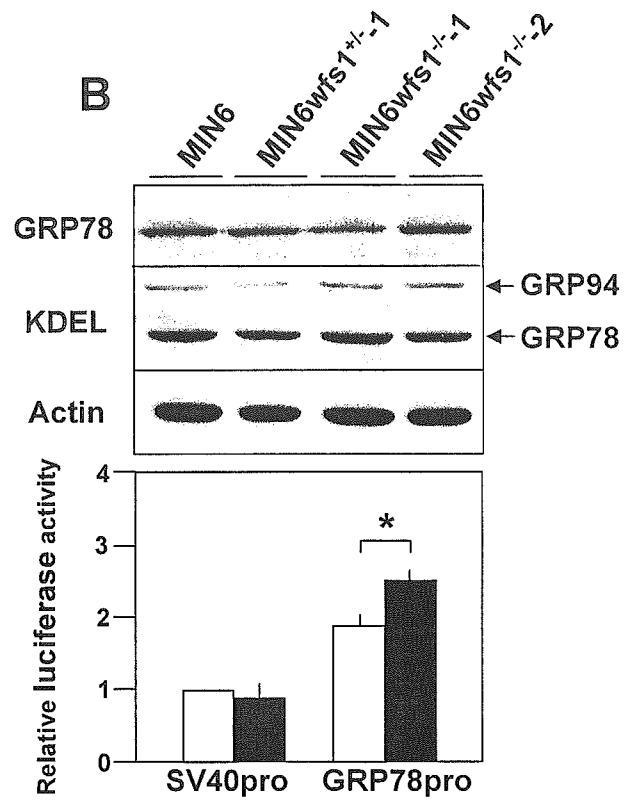 B
MIN6
MIN6wfs1+/--1
MIN6wfs1-/--1
MIN6wfs1-/--2
GRP78
KDEL
GRP94
GRP78
Actin
Relative luciferase activity
4
3
2
1
0
*
SV40pro
GRP78pro